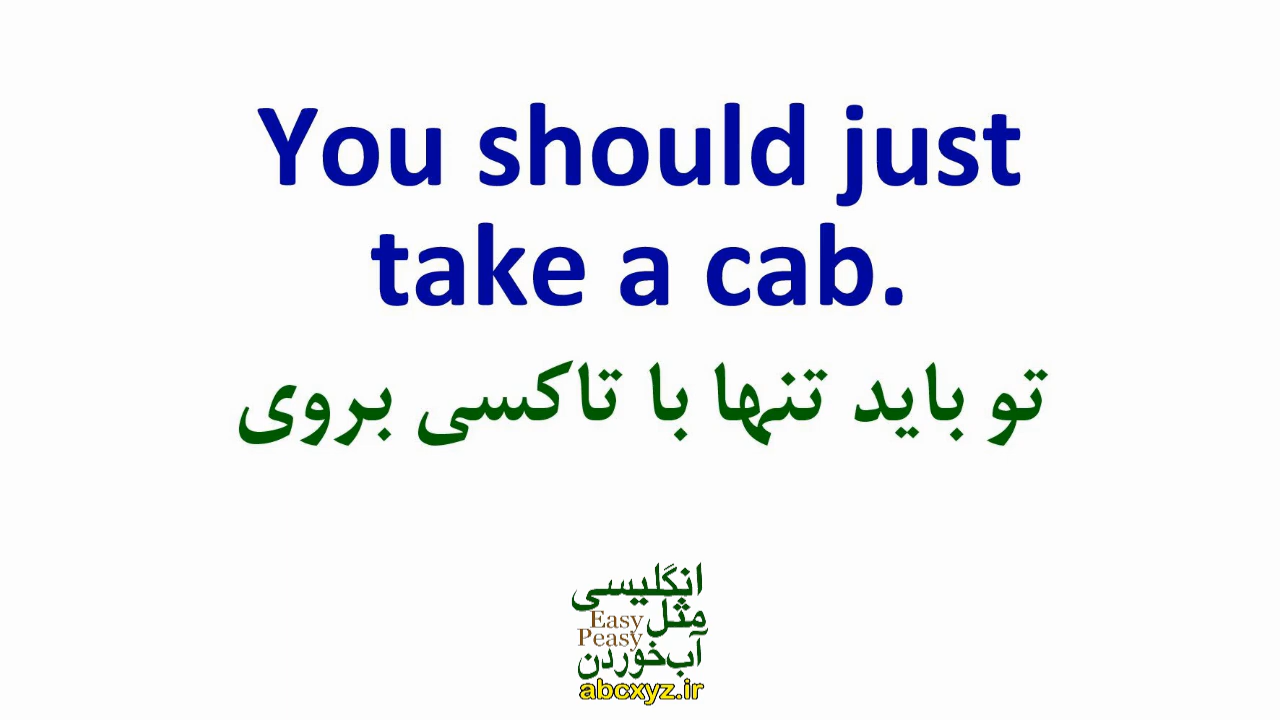 You should just
take a cab.
تو باید تنها با تاکسی بروی
انگلیسی
مثل
Easy
Peasy
آب‌خوردن
abcxyz.ir